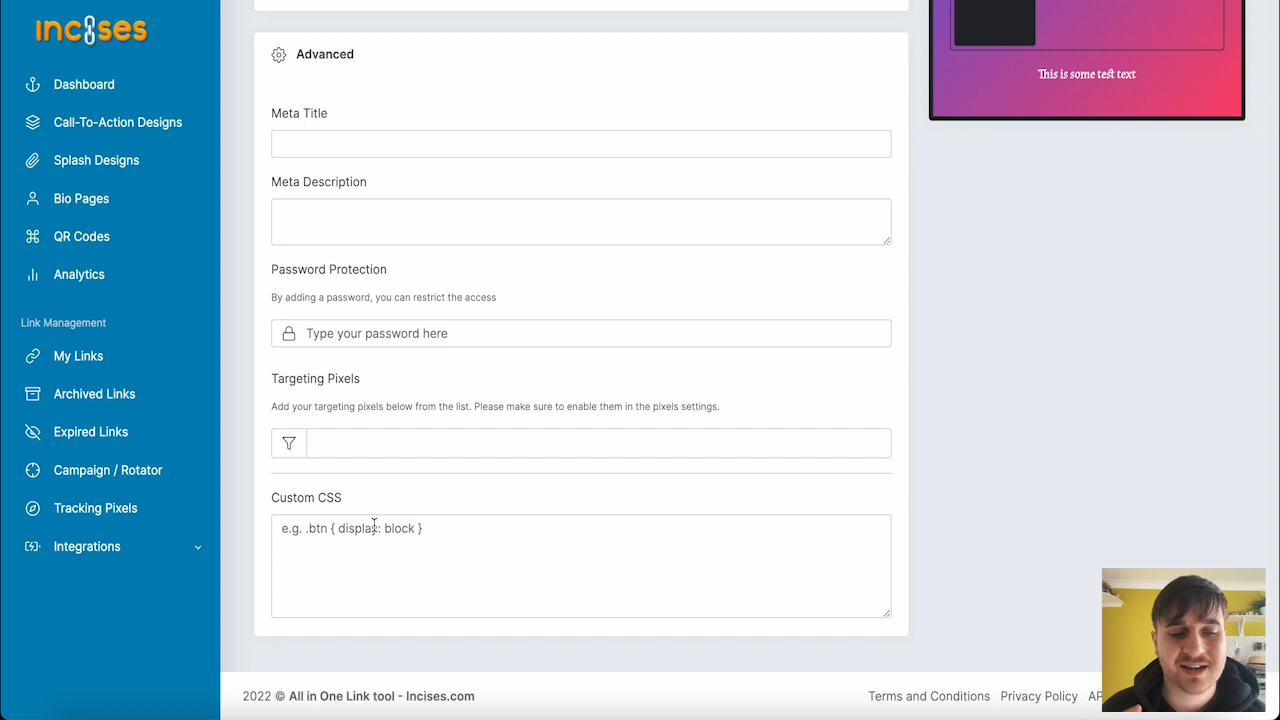 incises
Dashboard
Call-To-Action Designs
Splash Designs
Bio Pages
QR Codes
Analytics
Link Management
My Links
Archived Links
Expired Links
Campaign / Rotator
Tracking Pixels
Integrations
Advanced
Meta Title
Meta Description
Password Protection
By adding a password, you can restrict the access
Type your password here
Targeting Pixels
Add your targeting pixels below from the list. Please make sure to enable them in the pixels settings.
Custom CSS
e.g. .btn { display: block }
This is some test text
2022 © All in One Link tool - Incises.com
Terms and Conditions Privacy Policy AP